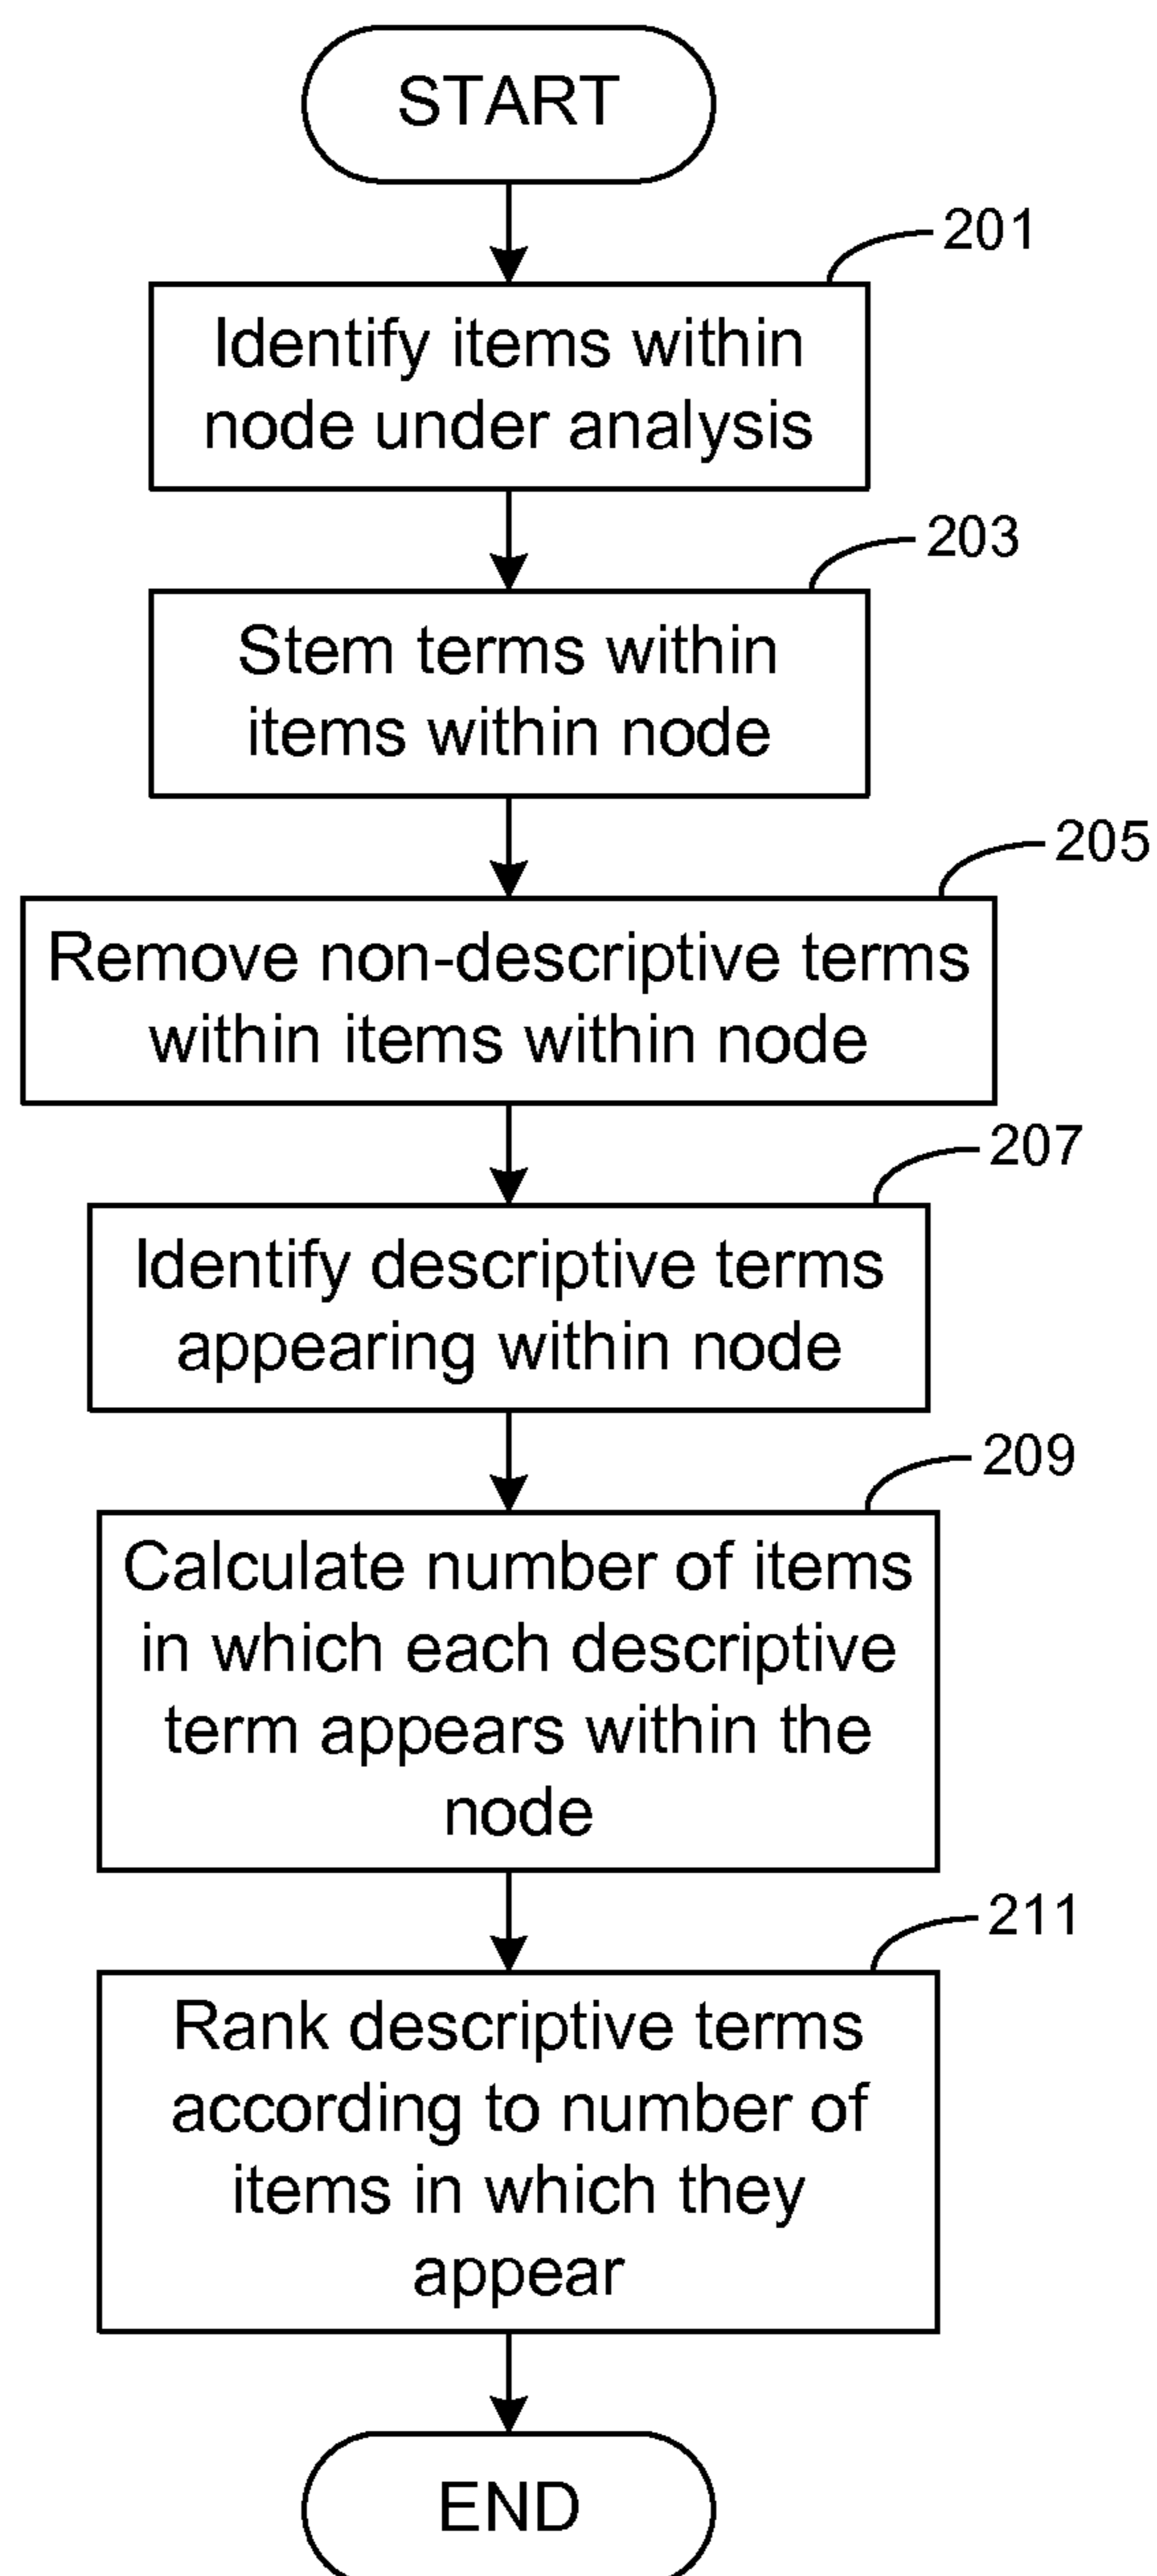 START
201
Identify items within
node under analysis
203
Stem terms within
items within node
205
Remove non-descriptive terms
within items within node
207
Identify descriptive terms
appearing within node
209
Calculate number of items
in which each descriptive
term appears within the
node
211
Rank descriptive terms
according to number of
items in which they
appear
END